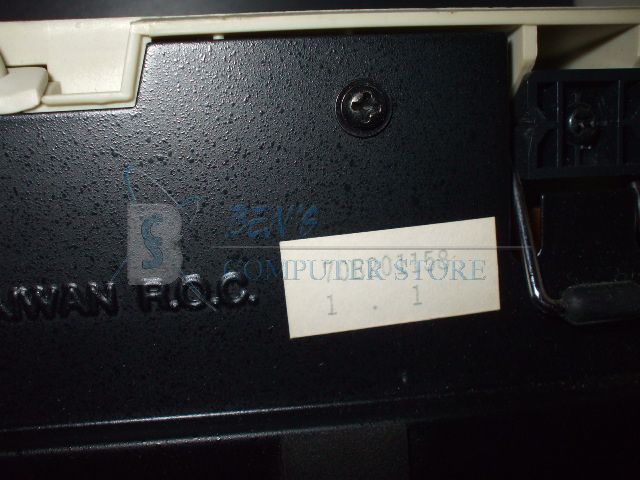 BEN'S
COMPUTER STORE
AIWAN R.O.C.
1 . 1